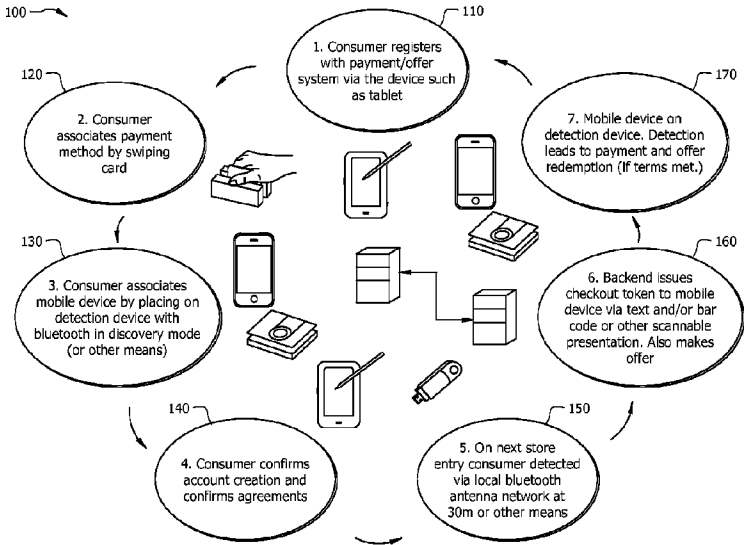 100
110
1. Consumer registers
with payment/offer
system via the device such
as tablet
120
2. Consumer
associates payment
method by swiping
card
130
3. Consumer associates
mobile device by placing on
detection device with
bluetooth in discovery mode
(or other means)
140
4. Consumer confirms
account creation and
confirms agreements
150
5. On next store
entry consumer detected
via local bluetooth
antenna network at
30m or other means
160
6. Backend issues
checkout token to mobile
device via text and/or bar
code or other scannable
presentation. Also makes
offer
170
7. Mobile device on
detection device. Detection
leads to payment and offer
redemption (If terms met.)